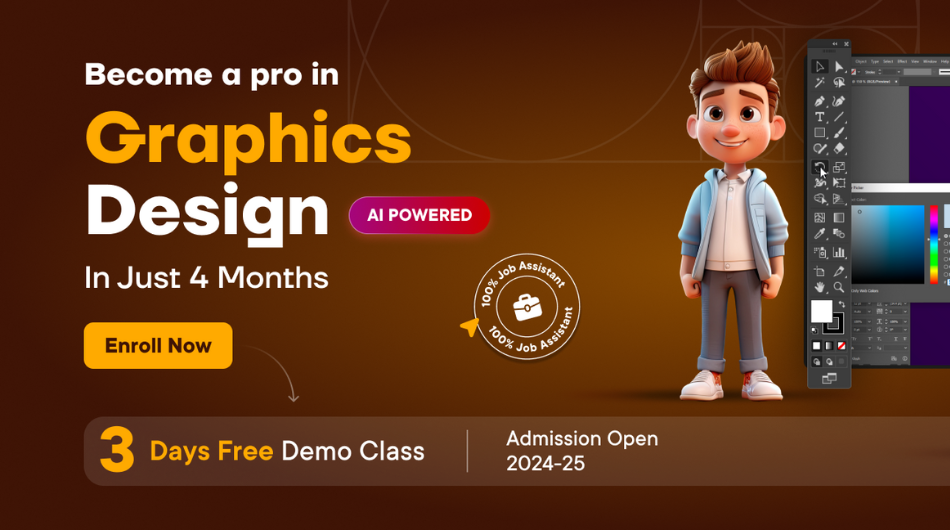 Become a pro in
Graphics
Design
AI POWERED
In Just 4 Months
100% Job Assistant
100% Job Assistant
Enroll Now
3 Days Free Demo Class
Admission Open
2024-25